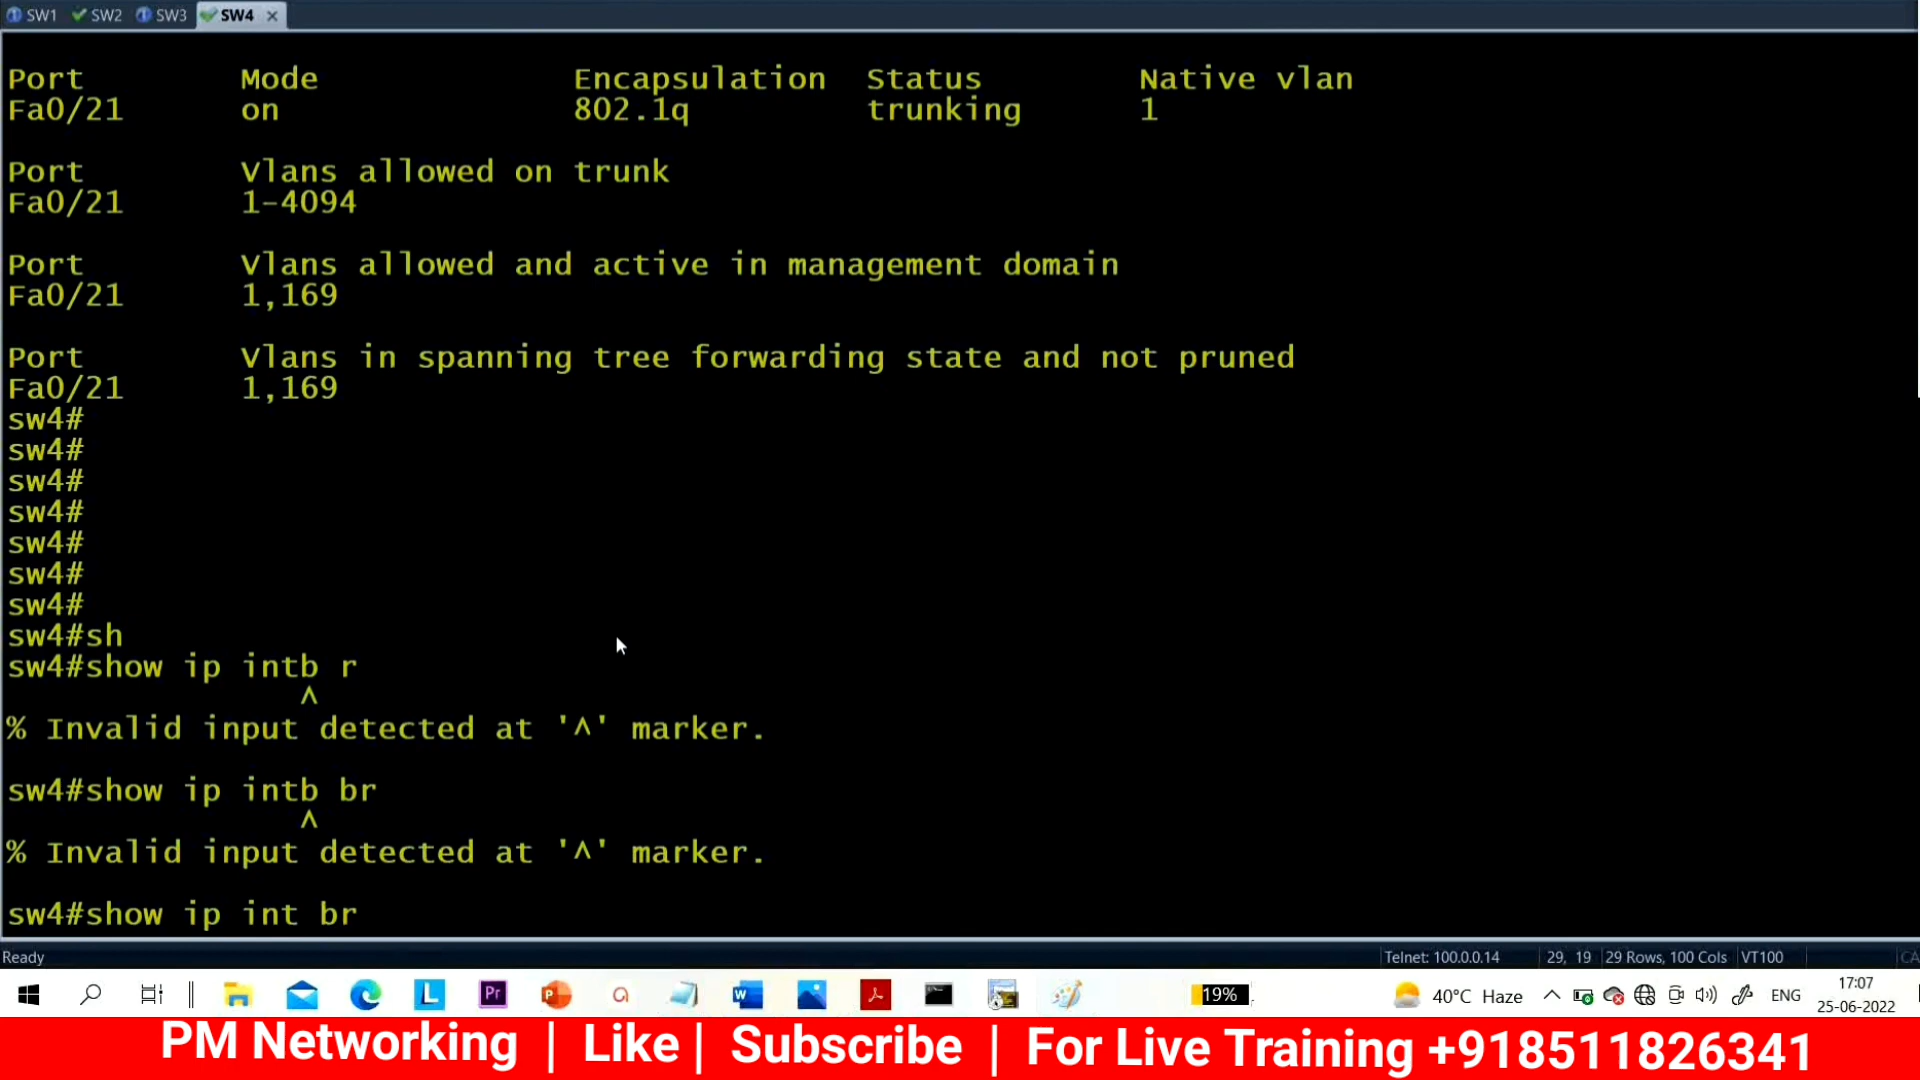 SW1 SW2 SW3 SW4
Port Mode Encapsulation Status Native vlan
Fa0/21 on 802.1q trunking 1
Port Vlans allowed on trunk
Fa0/21 1-4094
Port Vlans allowed and active in management domain
Fa0/21 1,169
Port Vlans in spanning tree forwarding state and not pruned
Fa0/21 1,169
sw4#
sw4#
sw4#
sw4#
sw4#
sw4#
sw4#
sw4#sh
sw4#show ip intb r
^
% Invalid input detected at '^' marker.
sw4#show ip intb br
^
% Invalid input detected at '^' marker.
sw4#show ip int br
Ready Telnet: 100.0.0.14 29, 19 29 Rows, 100 Cols VT100 CA
19% 40°C Haze ENG 17:07
25-06-2022
PM Networking | Like | Subscribe | For Live Training +918511826341